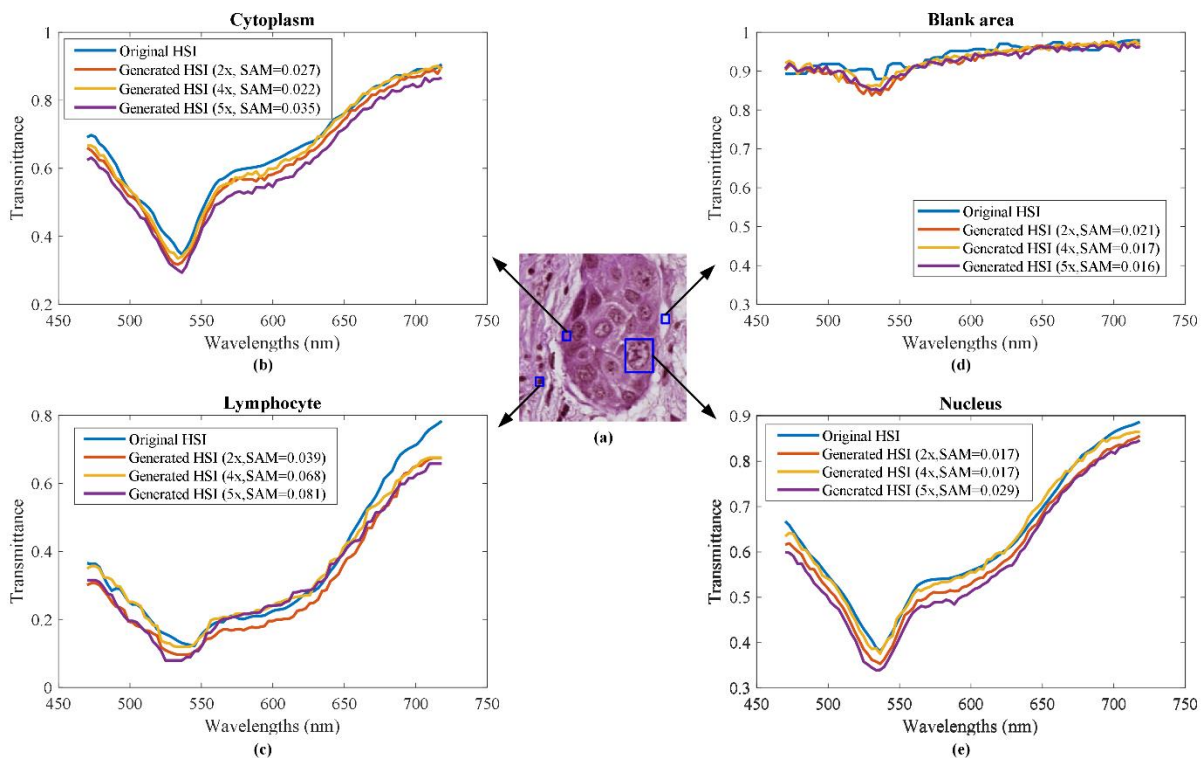 Cytoplasm
1
0.8
0.6
0.4
0.2
Transmittance
Original HSI
Generated HSI (2x, SAM=0.027)
Generated HSI (4x, SAM=0.022)
Generated HSI (5x, SAM=0.035)
450 500 550 600 650 700 750
Wavelengths (nm)
(b)
Blank area
1
0.9
0.8
0.7
0.6
0.5
0.4
0.3
Transmittance
Original HSI
Generated HSI (2x,SAM=0.021)
Generated HSI (4x,SAM=0.017)
Generated HSI (5x,SAM=0.016)
450 500 550 600 650 700 750
Wavelengths (nm)
(d)
(a)
Lymphocyte
0.8
0.6
0.4
0.2
0
Transmittance
Original HSI
Generated HSI (2x,SAM=0.039)
Generated HSI (4x,SAM=0.068)
Generated HSI (5x,SAM=0.081)
450 500 550 600 650 700 750
Wavelengths (nm)
(c)
Nucleus
0.9
0.8
0.7
0.6
0.5
0.4
0.3
Transmittance
Original HSI
Generated HSI (2x,SAM=0.017)
Generated HSI (4x,SAM=0.017)
Generated HSI (5x,SAM=0.029)
450 500 550 600 650 700 750
Wavelengths (nm)
(e)